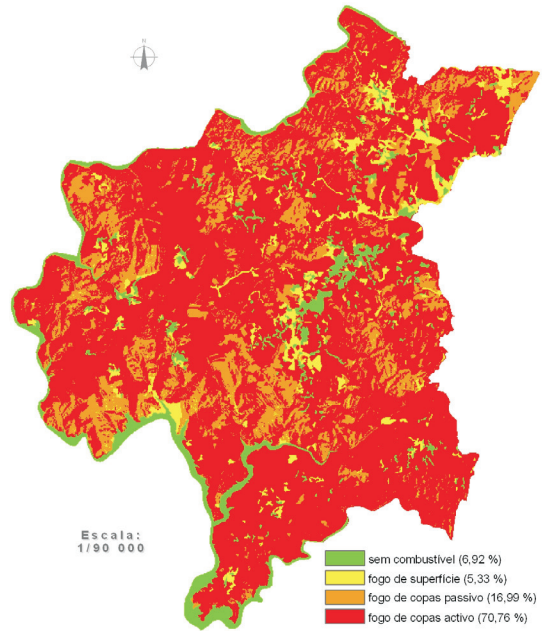 N
Escala:
1/90 000
sem combustível (6,92 %)
fogo de superfície (5,33 %)
fogo de copas passivo (16,99 %)
fogo de copas activo (70,76 %)